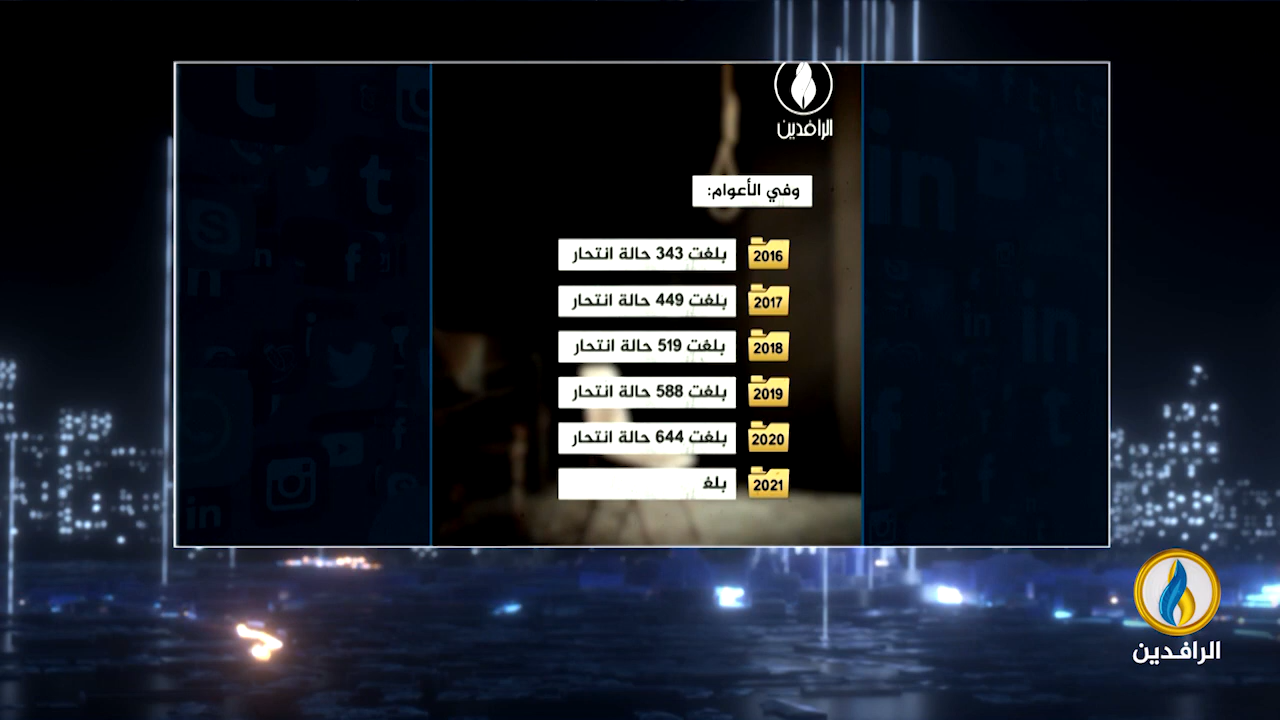 الرافدين
وفي الأعوام:
2016 بلغت 343 حالة انتحار
2017 بلغت 449 حالة انتحار
2018 بلغت 519 حالة انتحار
2019 بلغت 588 حالة انتحار
2020 بلغت 644 حالة انتحار
2021 بلغ
الرافدين